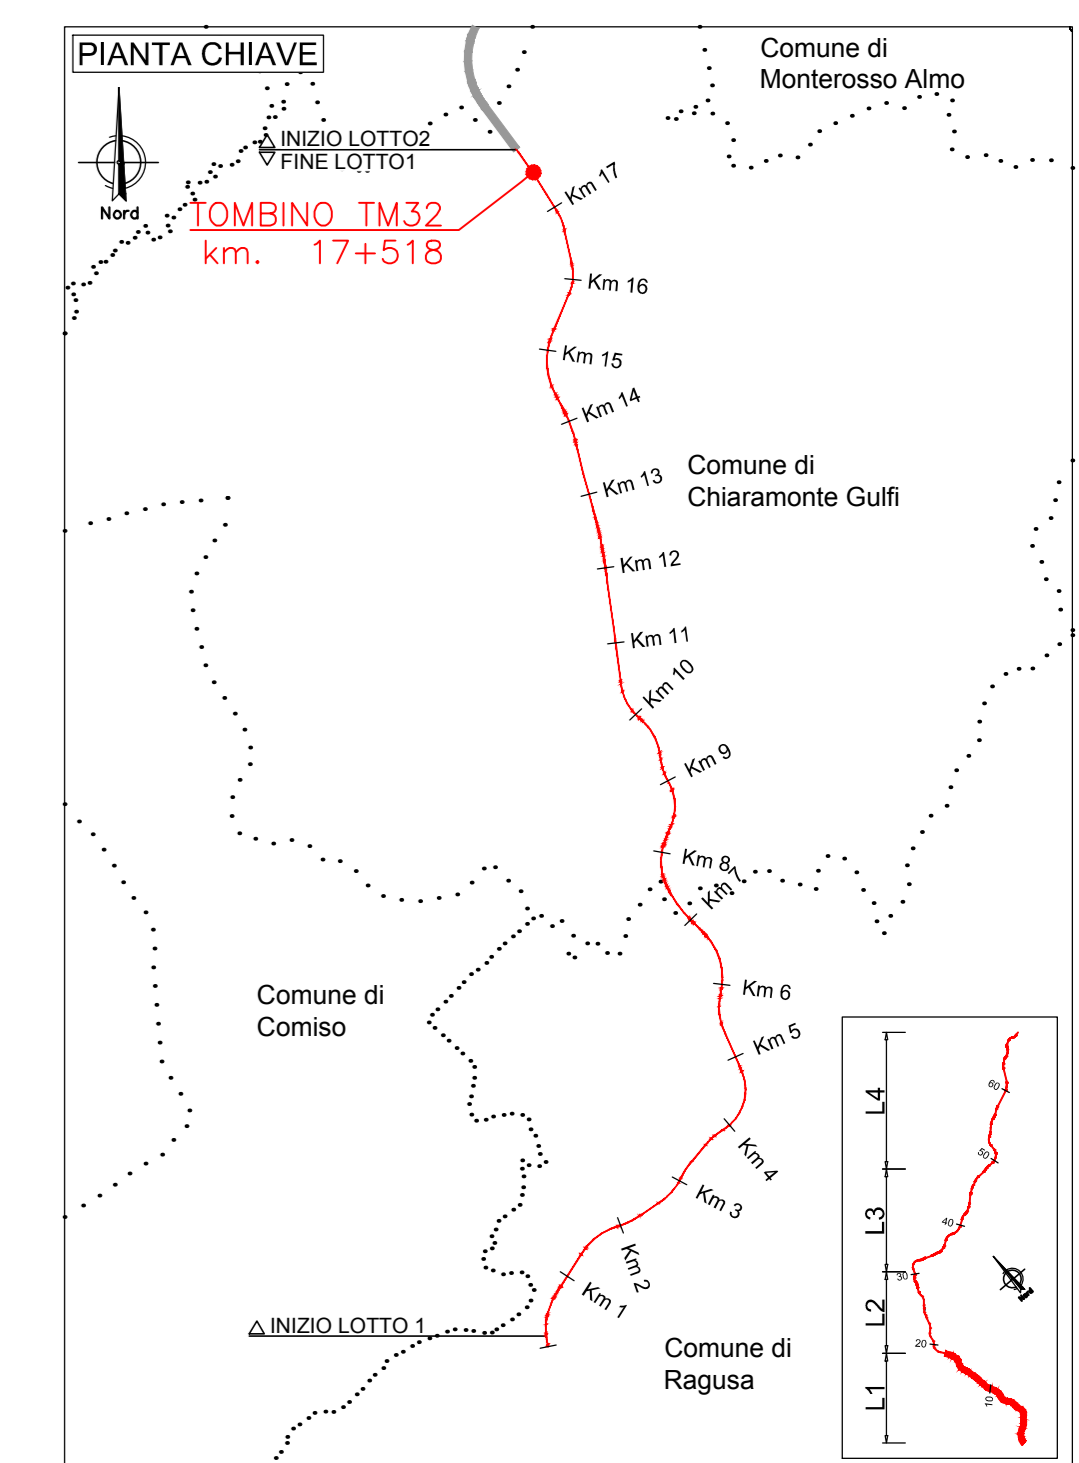 PIANTA CHIAVE
Comune di
Monterosso Almo
INIZIO LOTTO2
FINE LOTTO1
Nord
TOMBINO TM32
km. 17+518
Km 17
Km 16
Km 15
Km 14
Comune di
Chiaramonte Gulfi
Km 13
Km 12
Km 11
Km 10
Km 9
Km 8
Km 7
Comune di
Comiso
Km 6
Km 5
Km 4
Km 3
Km 2
Km 1
INIZIO LOTTO 1
Comune di
Ragusa
L4
L3
L2
L1
60
50
40
30
20
10